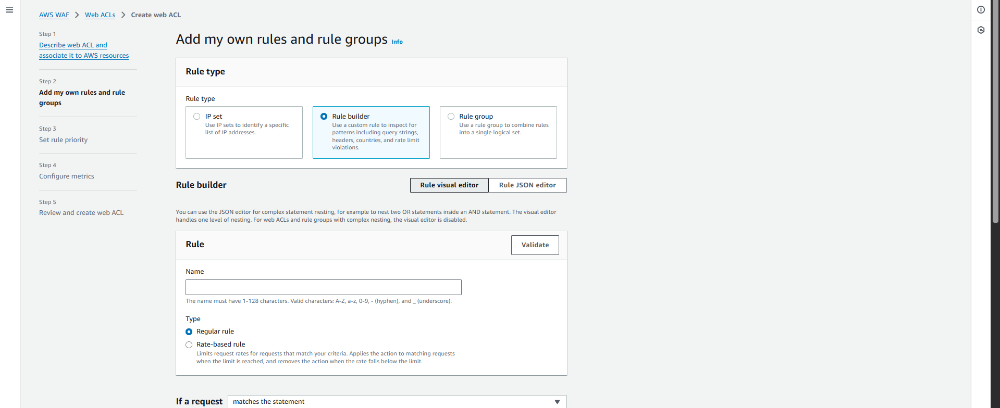 AWS WAF > Web ACLs > Create web ACL
Step 1
Describe web ACL and
associate it to AWS resources
Step 2
Add my own rules and rule
groups
Step 3
Set rule priority
Step 4
Configure metrics
Step 5
Review and create web ACL
Add my own rules and rule groups Info
Rule type
Rule type
IP set
Use IP sets to identify a specific
list of IP addresses.
Rule builder
Use a custom rule to inspect for
patterns including query strings,
headers, countries, and rate limit
violations.
Rule group
Use a rule group to combine rules
into a single logical set.
Rule builder
Rule visual editor
Rule JSON editor
You can use the JSON editor for complex statement nesting, for example to nest two OR statements inside an AND statement. The visual editor
handles one level of nesting. For web ACLs and rule groups with complex nesting, the visual editor is disabled.
Rule
Validate
Name
The name must have 1-128 characters. Valid characters: A-Z, a-z, 0-9, - (hyphen), and _ (underscore).
Type
Regular rule
Rate-based rule
Limits request rates for requests that match your criteria. Applies the action to matching requests
when the limit is reached, and removes the action when the rate falls below the limit.
If a request matches the statement